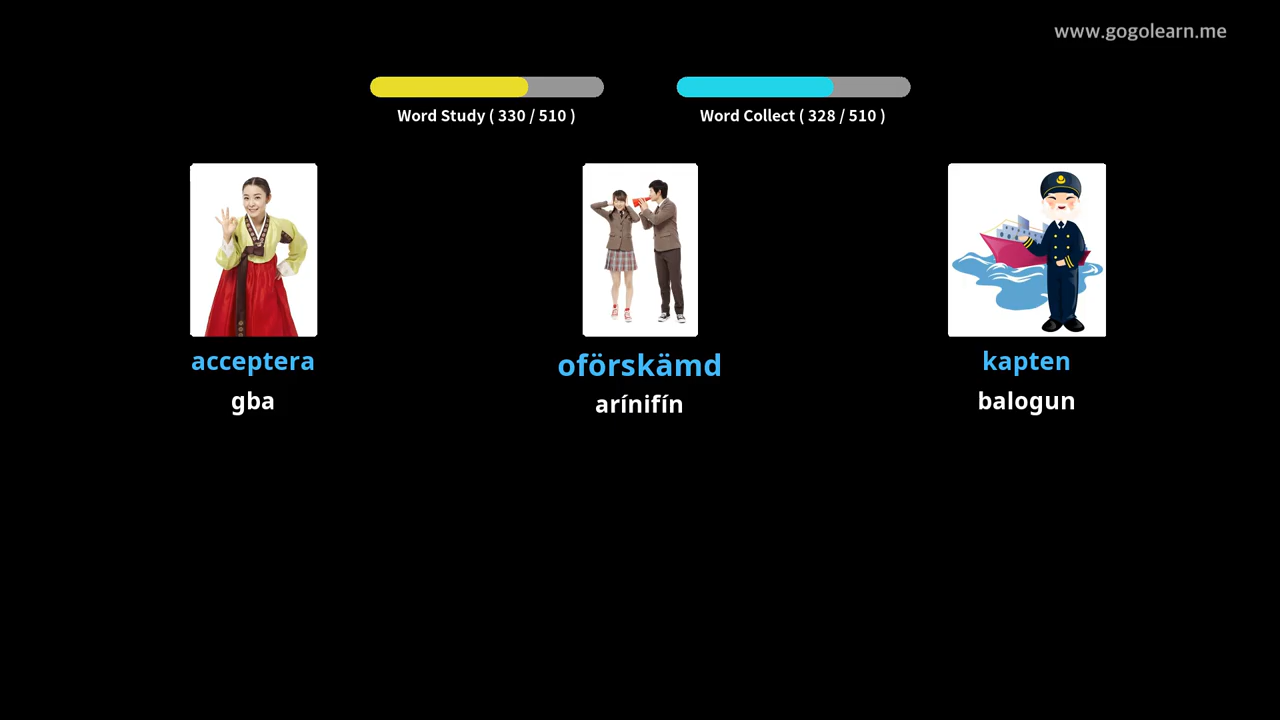 www.gogolearn.me
Word Study ( 330 / 510 )
Word Collect ( 328 / 510 )
acceptera
gba
oförskämd
arínifín
kapten
balogun